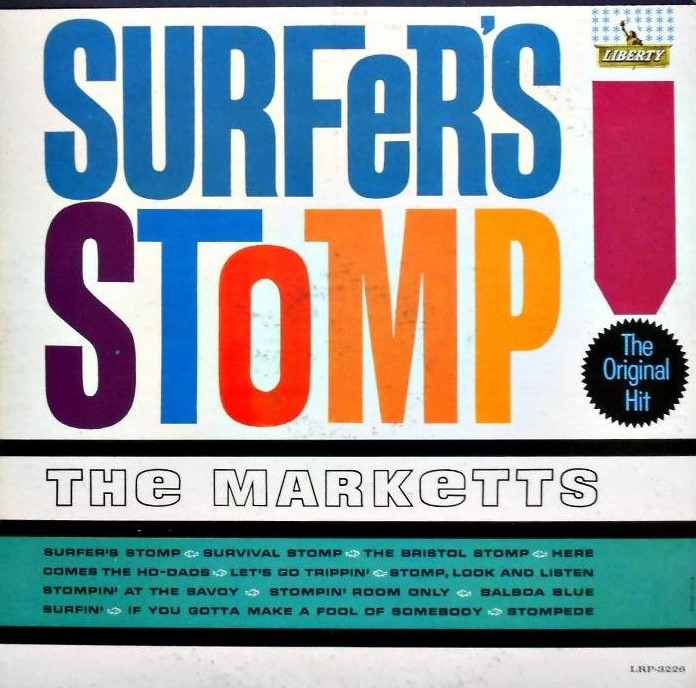 SURFeR'S
LIBERTY
STOMP!
The
Original
Hit
THe MARKeTTS
SURFER'S STOMP SURVIVAL STOMP THE BRISTOL STOMP HERE
COMES THE HO-DADS LET'S GO TRIPPIN' STOMP, LOOK AND LISTEN
STOMPIN' AT THE SAVOY STOMPIN' ROOM ONLY BALBOA BLUE
SURFIN' IF YOU GOTTA MAKE A FOOL OF SOMEBODY STOMPEDE
LRP-3226